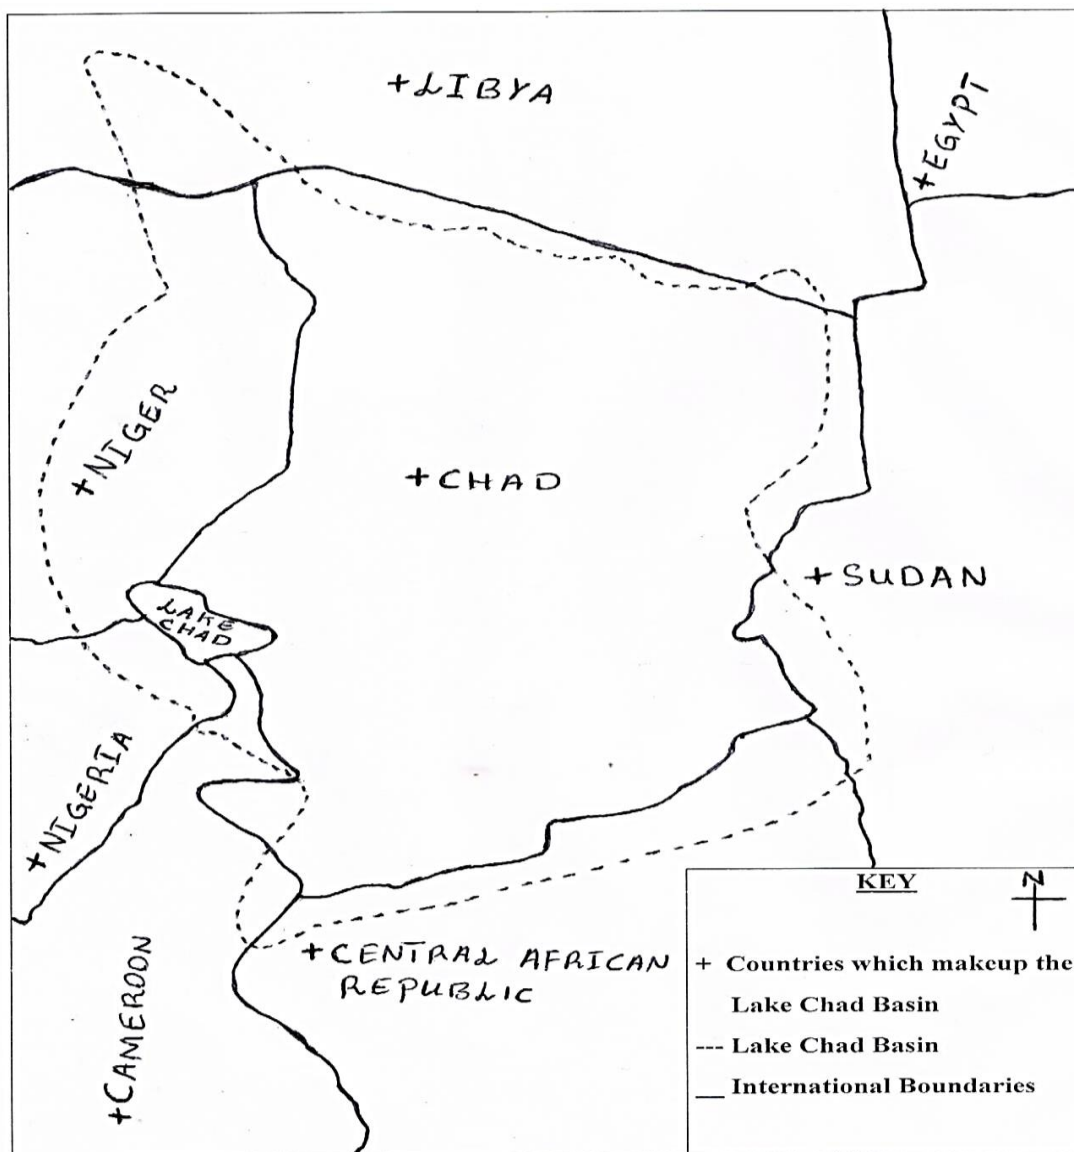 +LIBYA
+EGYPT
+NIGER
+CHAD
+SUDAN
LAKE
CHAD
+NIGERIA
+CAMEROON
+CENTRAL AFRICAN
REPUBLIC
KEY
N
+ Countries which makeup the
Lake Chad Basin
--- Lake Chad Basin
__ International Boundaries